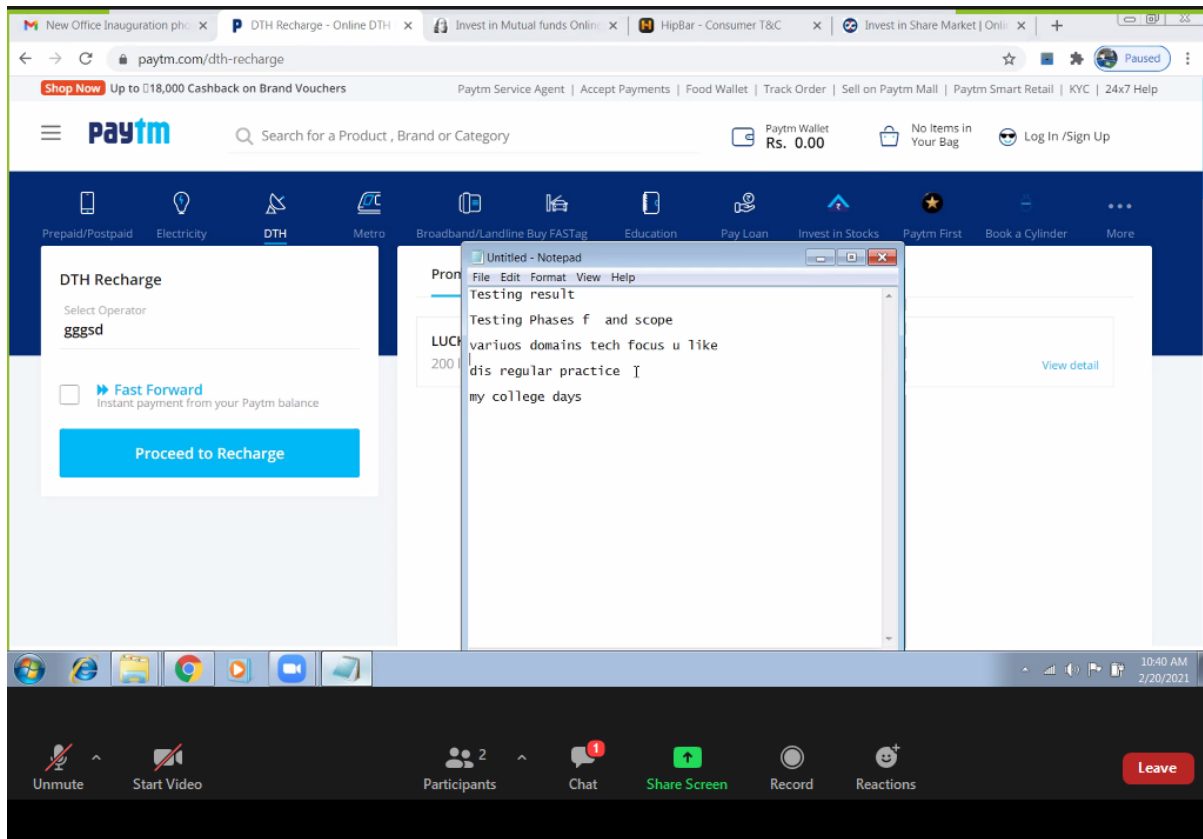 New Office Inauguration pho
DTH Recharge - Online DTH
Invest in Mutual funds Online
HipBar - Consumer T&C
Invest in Share Market | Onli
paytm.com/dth-recharge
Paused
Shop Now Up to ▯18,000 Cashback on Brand Vouchers
Paytm Service Agent | Accept Payments | Food Wallet | Track Order | Sell on Paytm Mall | Paytm Smart Retail | KYC | 24x7 Help
paytm
Search for a Product , Brand or Category
Paytm Wallet
Rs. 0.00
No Items in
Your Bag
Log In /Sign Up
Prepaid/Postpaid
Electricity
DTH
Metro
Broadband/Landline
Buy FASTag
Education
Pay Loan
Invest in Stocks
Paytm First
Book a Cylinder
More
DTH Recharge
Select Operator
gggsd
Fast Forward
Instant payment from your Paytm balance
Proceed to Recharge
Prom
LUCK
200 l
View detail
Untitled - Notepad
File Edit Format View Help
Testing result
Testing Phases f  and scope
variuos domains tech focus u like
dis regular practice
my college days
10:40 AM
2/20/2021
Unmute
Start Video
2
Participants
1
Chat
Share Screen
Record
Reactions
Leave